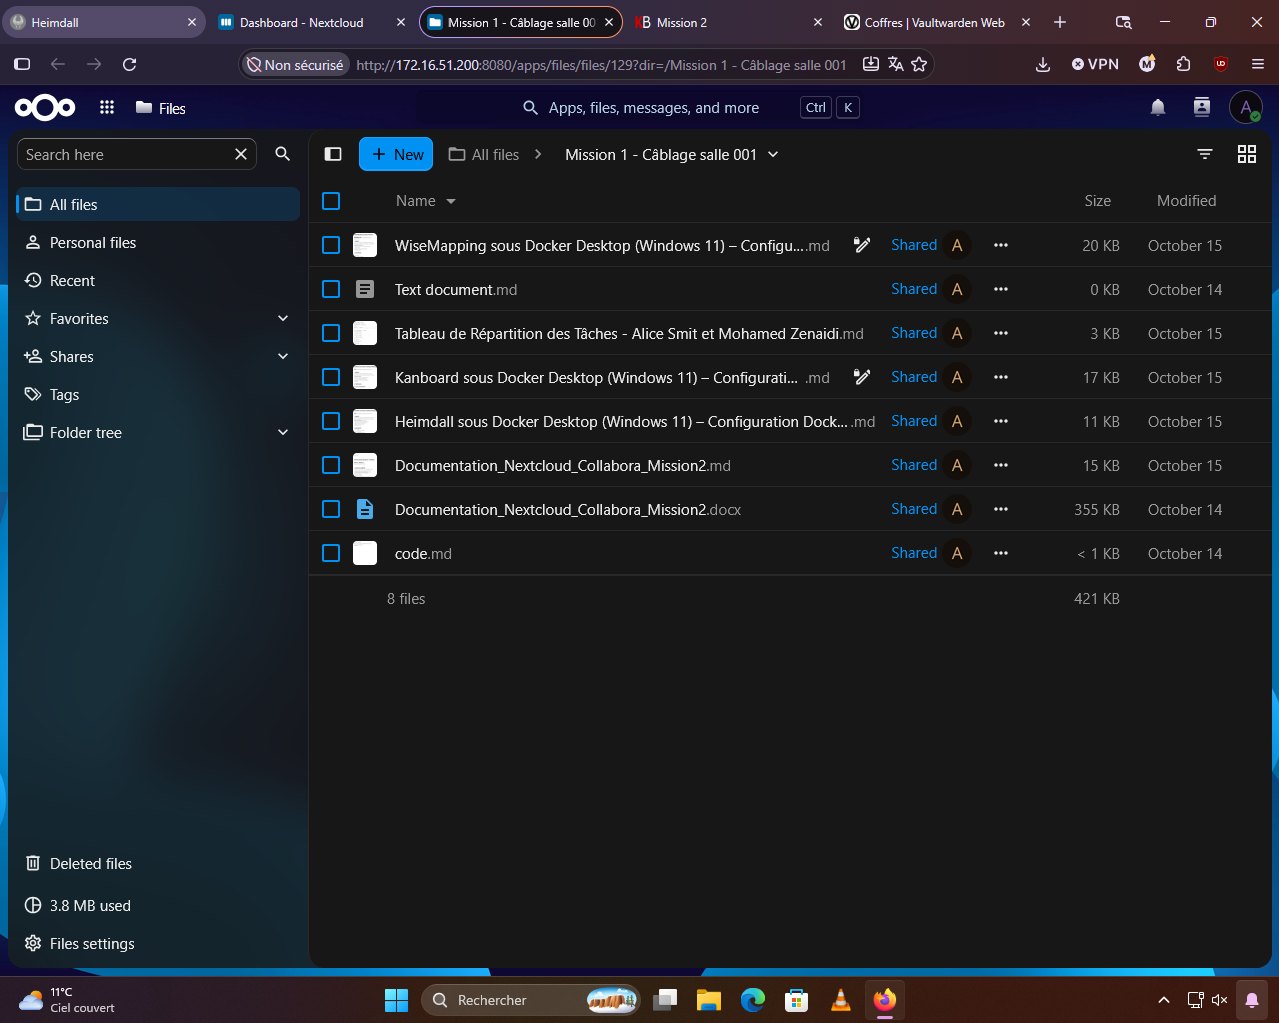 Heimdall
Dashboard - Nextcloud
Mission 1 - Câblage salle 00
KB Mission 2
Coffres | Vaultwarden Web
Non sécurisé
http://172.16.51.200:8080/apps/files/files/129?dir=/Mission 1 - Câblage salle 001
VPN
M
UD
Files
Apps, files, messages, and more
Ctrl
K
A
Search here
New
All files
Mission 1 - Câblage salle 001
All files
Personal files
Recent
Favorites
Shares
Tags
Folder tree
Name
Size
Modified
WiseMapping sous Docker Desktop (Windows 11) – Configu....md Shared A ••• 20 KB October 15
Text document.md Shared A ••• 0 KB October 14
Tableau de Répartition des Tâches - Alice Smit et Mohamed Zenaidi.md Shared A ••• 3 KB October 15
Kanboard sous Docker Desktop (Windows 11) – Configurati... .md Shared A ••• 17 KB October 15
Heimdall sous Docker Desktop (Windows 11) – Configuration Dock....md Shared A ••• 11 KB October 15
Documentation_Nextcloud_Collabora_Mission2.md Shared A ••• 15 KB October 15
Documentation_Nextcloud_Collabora_Mission2.docx Shared A ••• 355 KB October 14
code.md Shared A ••• < 1 KB October 14
8 files 421 KB
Deleted files
3.8 MB used
Files settings
11°C
Ciel couvert
Rechercher